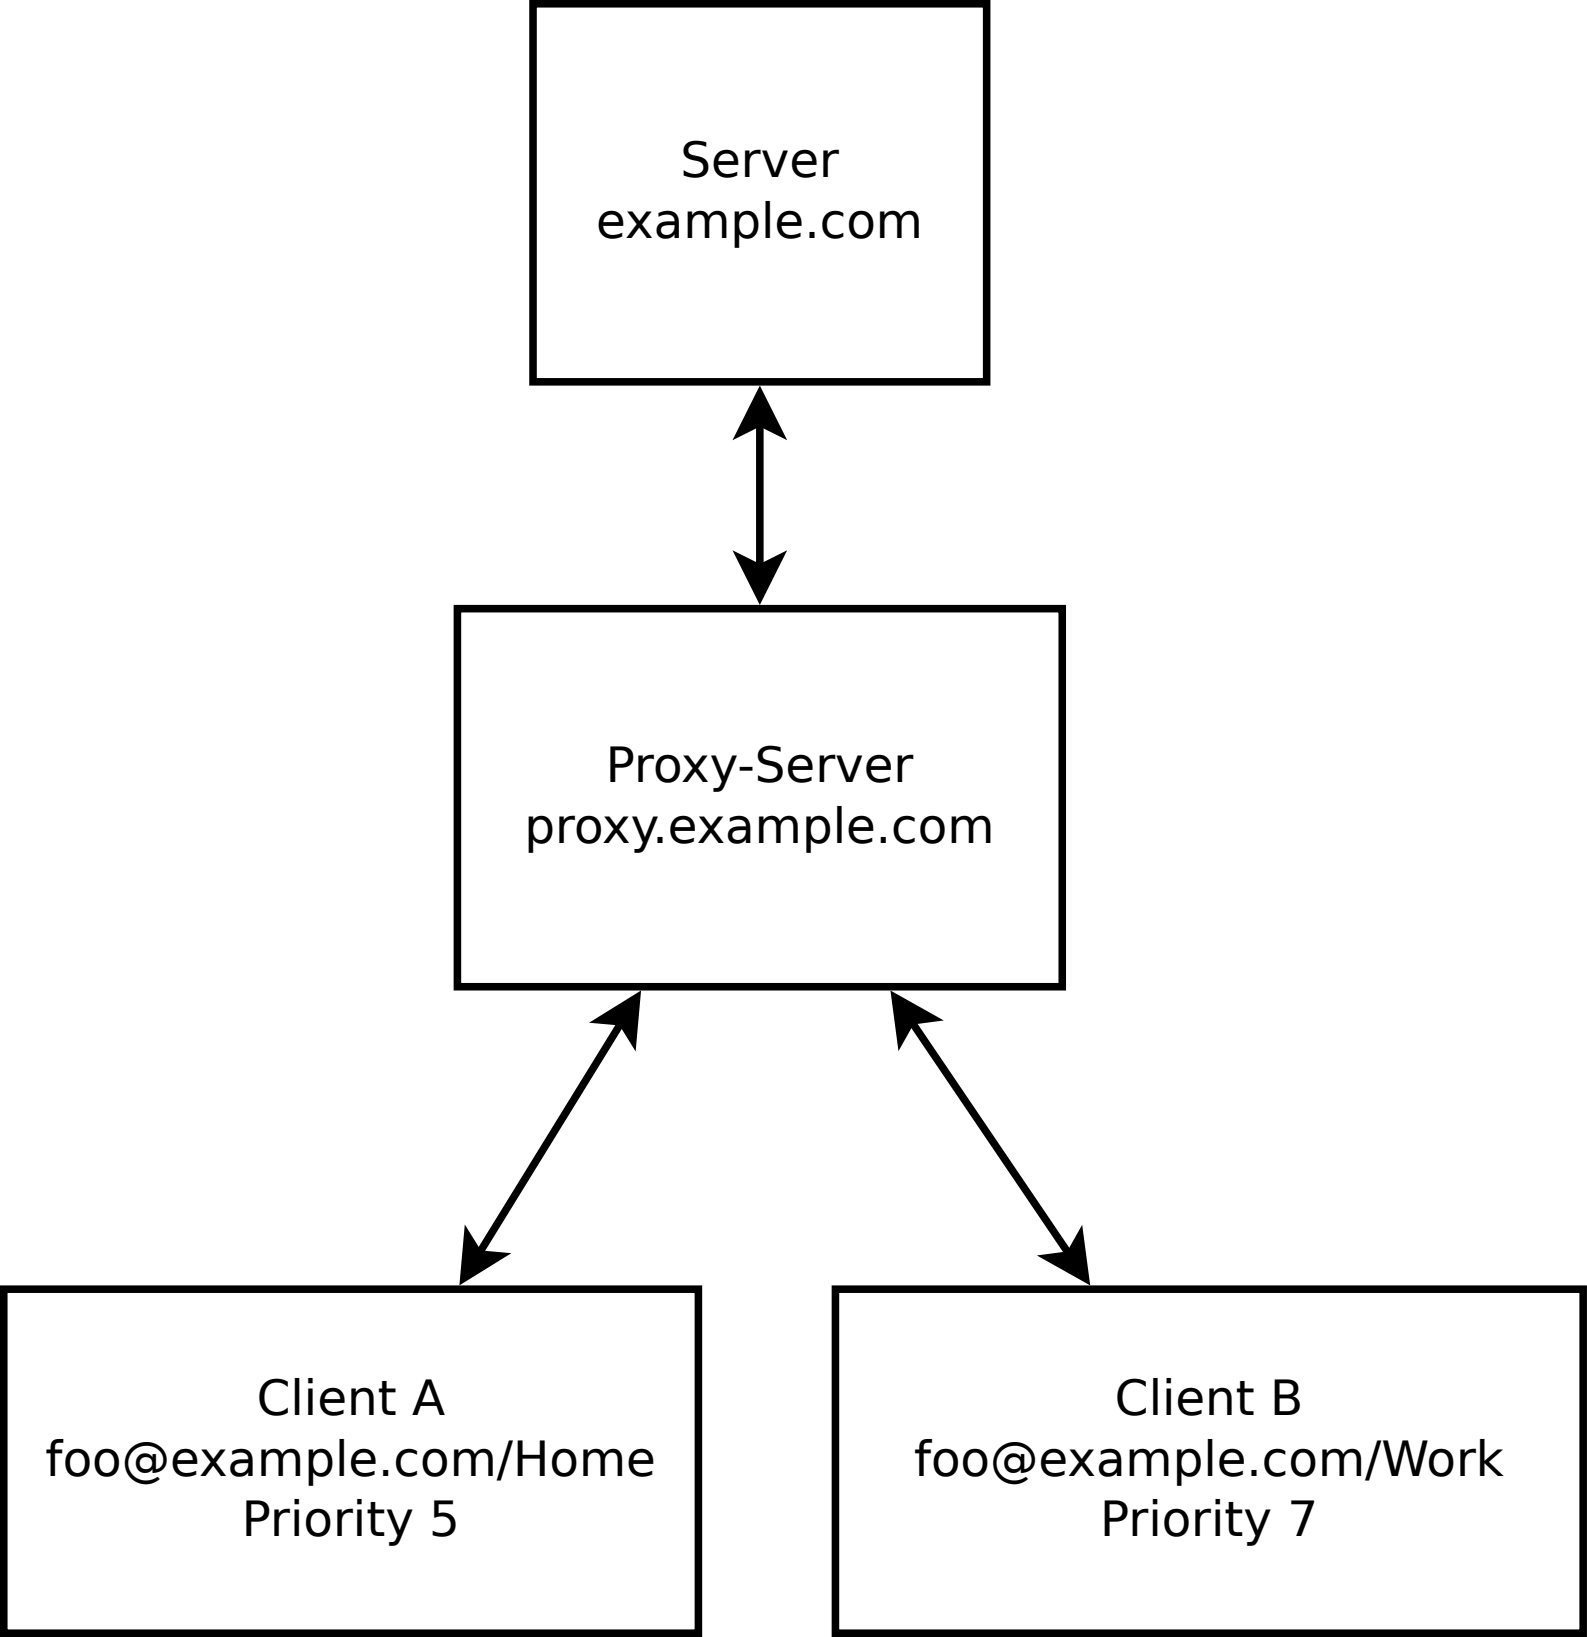 Server
example.com
Proxy-Server
proxy.example.com
Client A
foo@example.com/Home
Priority 5
Client B
foo@example.com/Work
Priority 7